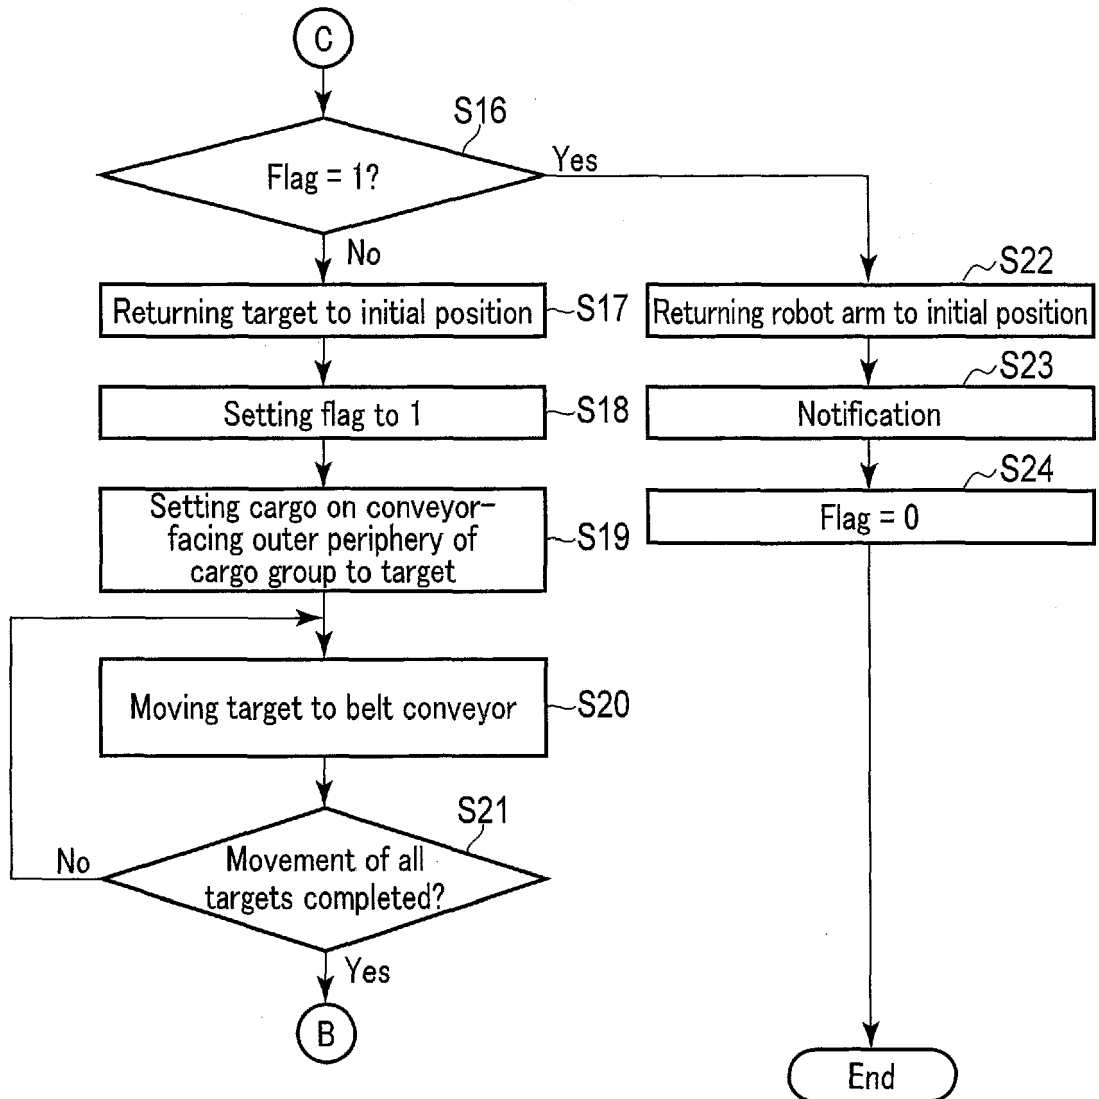 C
S16
Flag = 1?
Yes
No
Returning target to initial position
S17
Setting flag to 1
S18
Setting cargo on conveyor-
facing outer periphery of
cargo group to target
S19
Moving target to belt conveyor
S20
S21
Movement of all
targets completed?
No
Yes
B
S22
Returning robot arm to initial position
S23
Notification
S24
Flag = 0
End